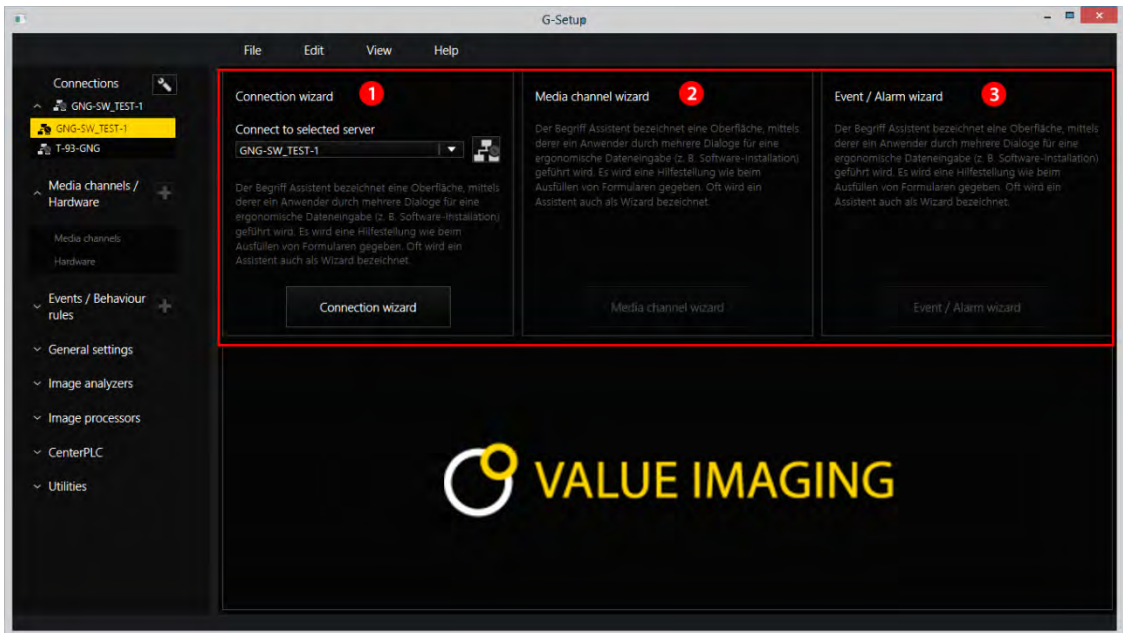 G-Setup
File Edit View Help
Connections
GNG-SW_TEST-1
GNG-SW_TEST-1
T-93-GNG
Media channels /
Hardware
Media channels
Hardware
Events / Behaviour
rules
General settings
Image analyzers
Image processors
CenterPLC
Utilities
Connection wizard 1
Connect to selected server
GNG-SW_TEST-1
Der Begriff Assistent bezeichnet eine Oberfläche, mittels
derer ein Anwender durch mehrere Dialoge für eine
ergonomische Dateneingabe (z. B. Software-Installation)
geführt wird. Es wird eine Hilfestellung wie beim
Ausfüllen von Formularen gegeben. Oft wird ein
Assistent auch als Wizard bezeichnet.
Connection wizard
Media channel wizard 2
Der Begriff Assistent bezeichnet eine Oberfläche, mittels
derer ein Anwender durch mehrere Dialoge für eine
ergonomische Dateneingabe (z. B. Software-Installation)
geführt wird. Es wird eine Hilfestellung wie beim
Ausfüllen von Formularen gegeben. Oft wird ein
Assistent auch als Wizard bezeichnet.
Media channel wizard
Event / Alarm wizard 3
Der Begriff Assistent bezeichnet eine Oberfläche, mittels
derer ein Anwender durch mehrere Dialoge für eine
ergonomische Dateneingabe (z. B. Software-Installation)
geführt wird. Es wird eine Hilfestellung wie beim
Ausfüllen von Formularen gegeben. Oft wird ein
Assistent auch als Wizard bezeichnet.
Event / Alarm wizard
VALUE IMAGING